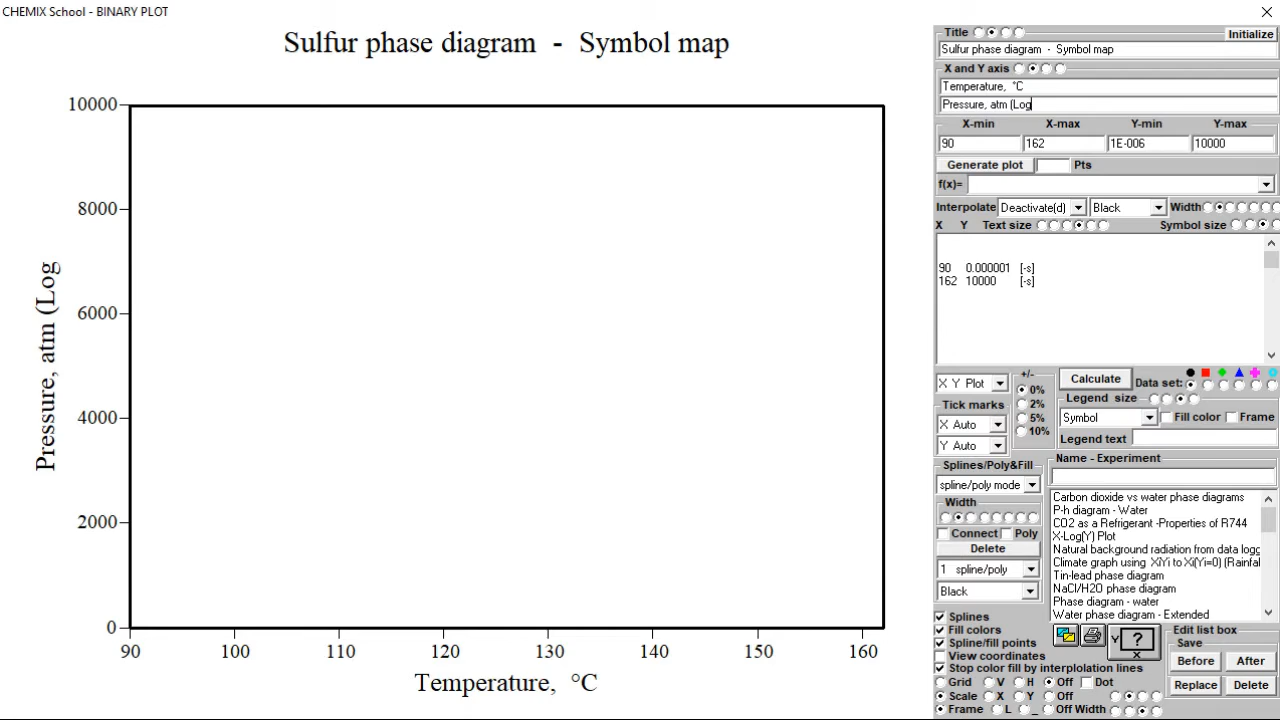 CHEMIX School - BINARY PLOT
Sulfur phase diagram - Symbol map
10000
8000
6000
4000
2000
0
90 100 110 120 130 140 150 160
Temperature, °C
Pressure, atm (Log
Title
Initialize
Sulfur phase diagram - Symbol map
X and Y axis
Temperature, °C
Pressure, atm (Log
X-min X-max Y-min Y-max
90 162 1E-006 10000
Generate plot Pts
f(x)=
Interpolate Deactivate(d) Black Width
X Y Text size Symbol size
90 0.000001 [-s]
162 10000 [-s]
X Y Plot
+/-
0%
2%
5%
10%
Calculate
Data set:
Tick marks
X Auto
Y Auto
Legend size
Symbol Fill color Frame
Legend text
Splines/Poly&Fill
spline/poly mode
Width
Connect Poly
Delete
1 spline/poly
Black
Name - Experiment
Carbon dioxide vs water phase diagrams
P-h diagram - Water
CO2 as a Refrigerant -Properties of R744
X-Log(Y) Plot
Natural background radiation from data logg
Climate graph using XiYi to Xi(Yi=0) (Rainfal
Tin-lead phase diagram
NaCl/H2O phase diagram
Phase diagram - water
Water phase diagram - Extended
Splines
Fill colors
Spline/fill points
View coordinates
Stop color fill by interplolation lines
Y ? X
Edit list box
Save
Before After
Replace Delete
Grid V H Off Dot
Scale X Y Off
Frame L _ Off Width